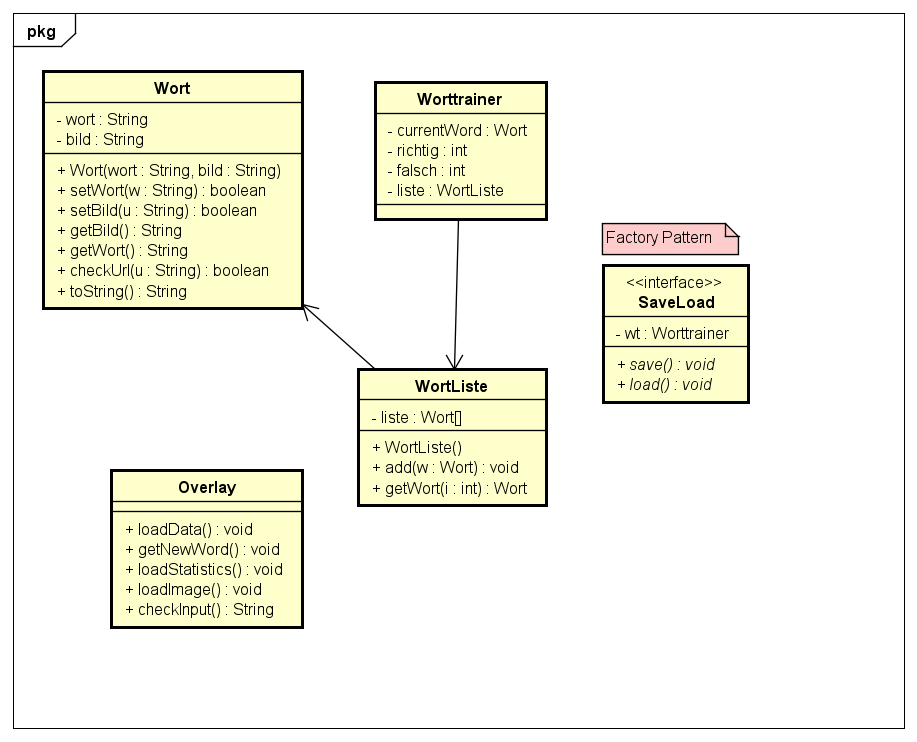 pkg
Wort
- wort : String
- bild : String
+ Wort(wort : String, bild : String)
+ setWort(w : String) : boolean
+ setBild(u : String) : boolean
+ getBild() : String
+ getWort() : String
+ checkUrl(u : String) : boolean
+ toString() : String
Worttrainer
- currentWord : Wort
- richtig : int
- falsch : int
- liste : WortListe
Factory Pattern
<<interface>>
SaveLoad
- wt : Worttrainer
+ save() : void
+ load() : void
WortListe
- liste : Wort[]
+ WortListe()
+ add(w : Wort) : void
+ getWort(i : int) : Wort
Overlay
+ loadData() : void
+ getNewWord() : void
+ loadStatistics() : void
+ loadImage() : void
+ checkInput() : String